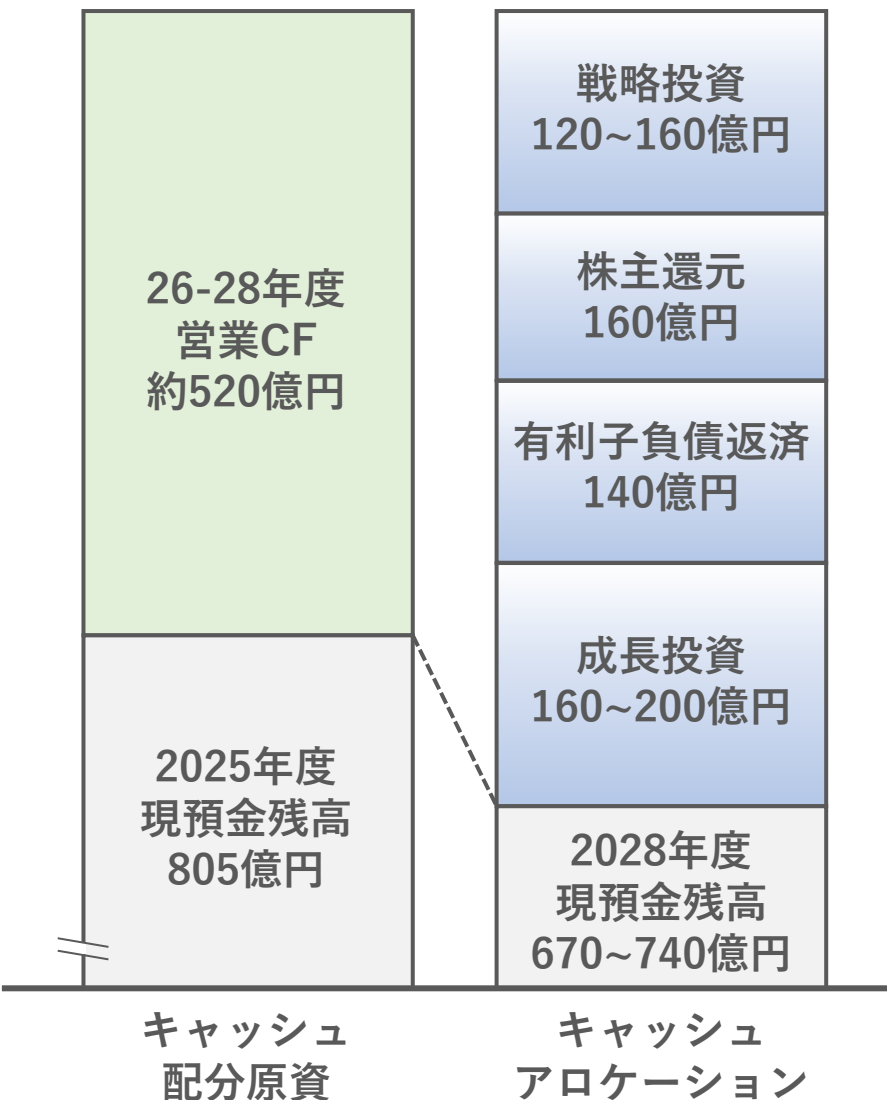 26-28年度
営業CF
約520億円
2025年度
現預金残高
805億円
キャッシュ
配分原資
戦略投資
120~160億円
株主還元
160億円
有利子負債返済
140億円
成長投資
160~200億円
2028年度
現預金残高
670~740億円
キャッシュ
アロケーション